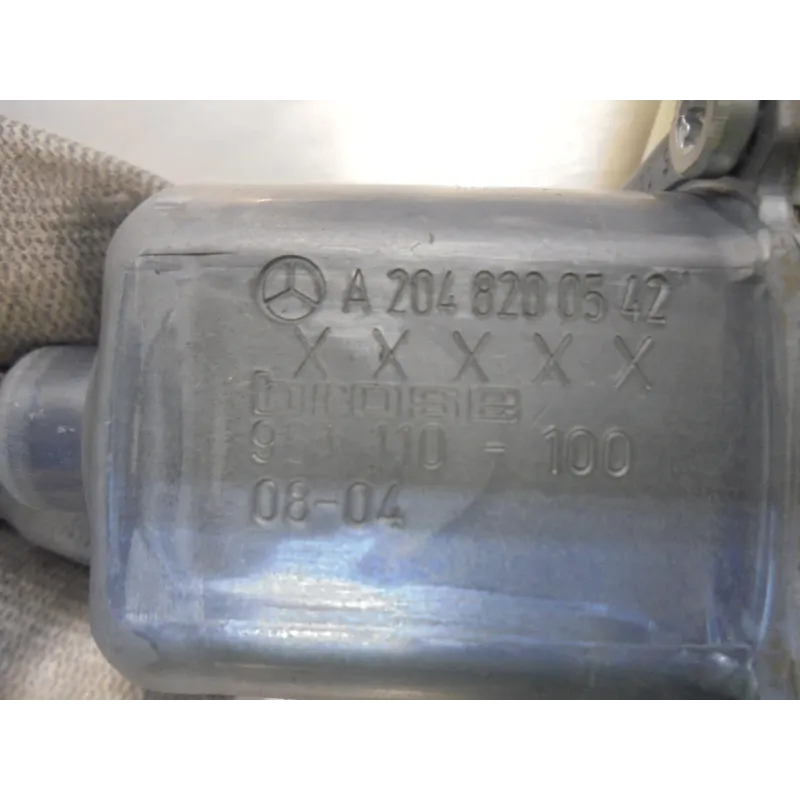 A 204 820 05 42
X X X X X
brose
110 - 100
08-04